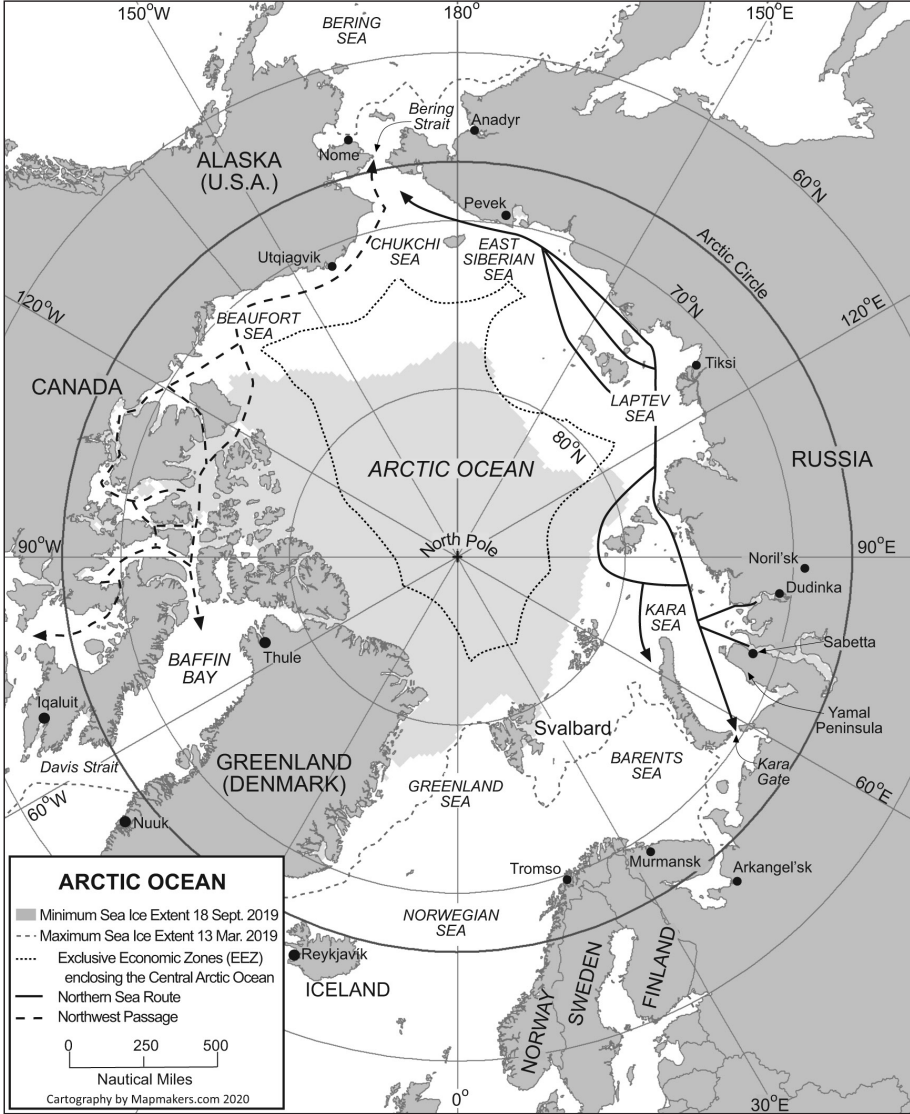 150°W
180°
150°E
BERING
SEA
Bering
Strait
Anadyr
Nome
ALASKA
(U.S.A.)
60°N
Pevek
Arctic Circle
CHUKCHI
SEA
EAST
SIBERIAN
SEA
Utqiagvik
70°N
120°W
120°E
BEAUFORT
SEA
Tiksi
CANADA
LAPTEV
SEA
80°N
RUSSIA
ARCTIC OCEAN
North Pole
90°W
90°E
Noril'sk
Dudinka
KARA
SEA
Sabetta
Thule
BAFFIN
BAY
Iqaluit
Yamal
Peninsula
Svalbard
Davis Strait
GREENLAND
(DENMARK)
BARENTS
SEA
Kara
Gate
GREENLAND
SEA
60°W
60°E
Nuuk
Murmansk
Tromso
Arkangel'sk
NORWEGIAN
SEA
Reykjavík
ICELAND
NORWAY
SWEDEN
FINLAND
0°
30°E
ARCTIC OCEAN
Minimum Sea Ice Extent 18 Sept. 2019
Maximum Sea Ice Extent 13 Mar. 2019
Exclusive Economic Zones (EEZ)
enclosing the Central Arctic Ocean
Northern Sea Route
Northwest Passage
0 250 500
Nautical Miles
Cartography by Mapmakers.com 2020